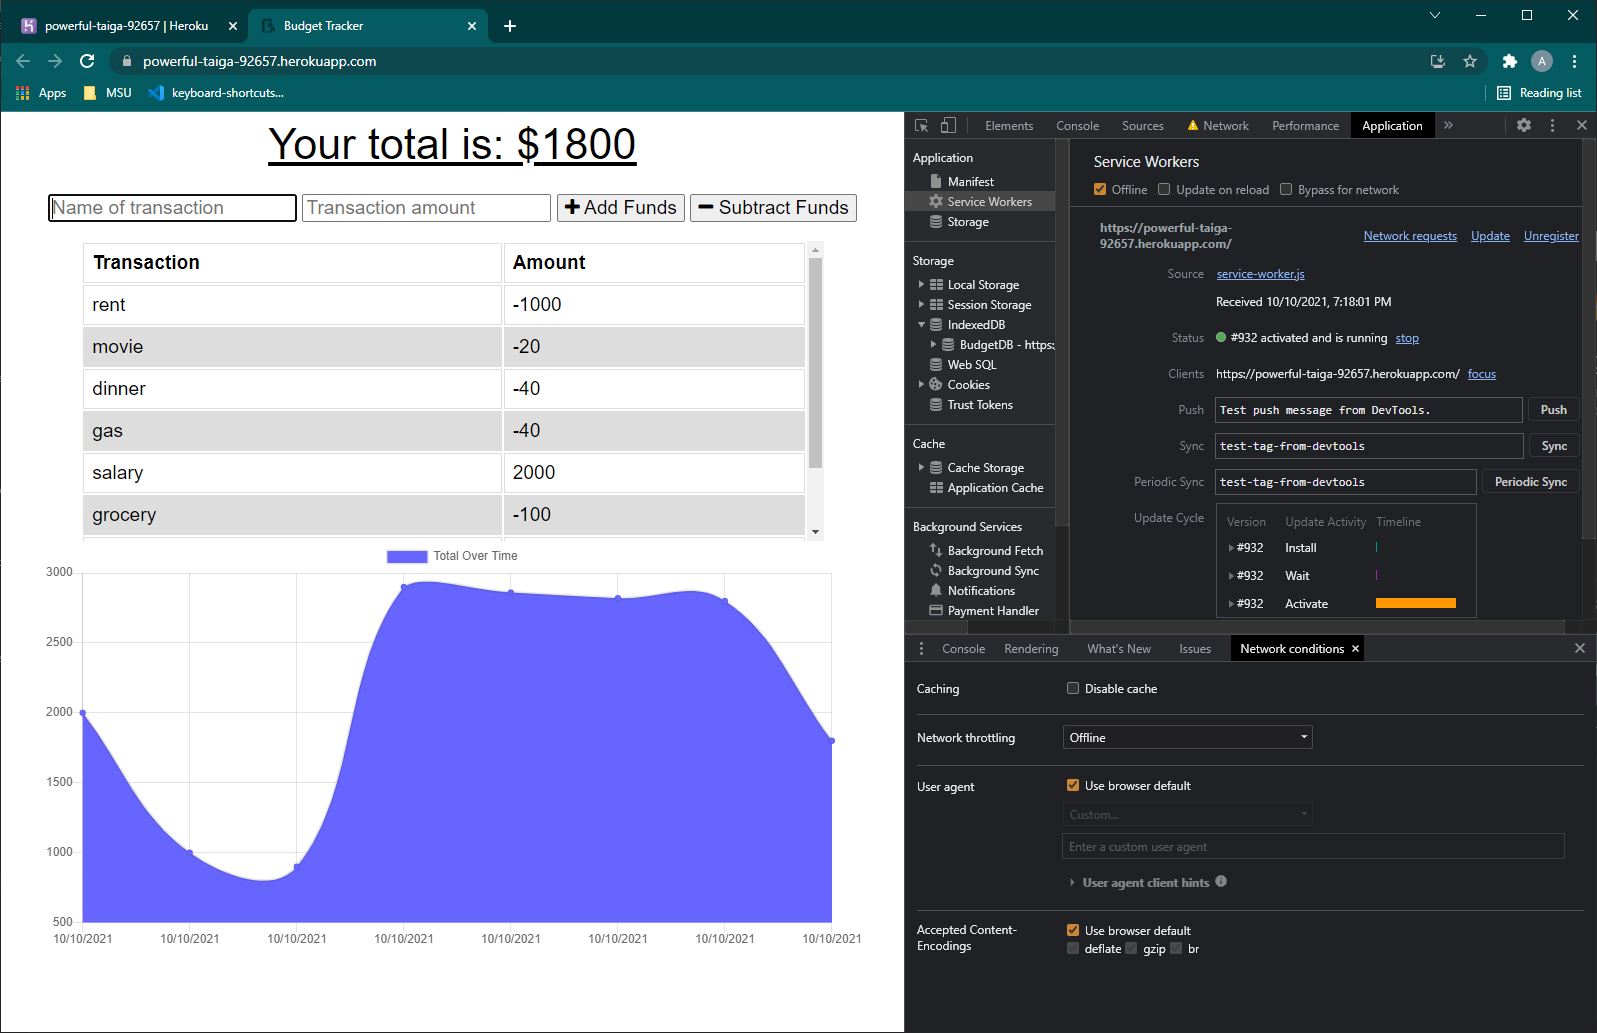 powerful-taiga-92657 | Heroku
Budget Tracker
powerful-taiga-92657.herokuapp.com
A
Apps
MSU
keyboard-shortcuts...
Reading list
Your total is: $1800
Name of transaction
Transaction amount
Add Funds
Subtract Funds
Transaction Amount
rent -1000
movie -20
dinner -40
gas -40
salary 2000
grocery -100
Total Over Time
3000
2500
2000
1500
1000
500
10/10/2021 10/10/2021 10/10/2021 10/10/2021 10/10/2021 10/10/2021 10/10/2021 10/10/2021
Elements Console Sources Network Performance Application
Application
Manifest
Service Workers
Storage
Storage
Local Storage
Session Storage
IndexedDB
BudgetDB - https:
Web SQL
Cookies
Trust Tokens
Cache
Cache Storage
Application Cache
Background Services
Background Fetch
Background Sync
Notifications
Payment Handler
Service Workers
Offline Update on reload Bypass for network
https://powerful-taiga-
92657.herokuapp.com/
Network requests Update Unregister
Source service-worker.js
Received 10/10/2021, 7:18:01 PM
Status #932 activated and is running stop
Clients https://powerful-taiga-92657.herokuapp.com/ focus
Push Test push message from DevTools. Push
Sync test-tag-from-devtools Sync
Periodic Sync test-tag-from-devtools Periodic Sync
Update Cycle Version Update Activity Timeline
#932 Install
#932 Wait
#932 Activate
Console Rendering What's New Issues Network conditions
Caching Disable cache
Network throttling Offline
User agent Use browser default
Custom...
Enter a custom user agent
User agent client hints
Accepted Content-
Encodings
Use browser default
deflate gzip br